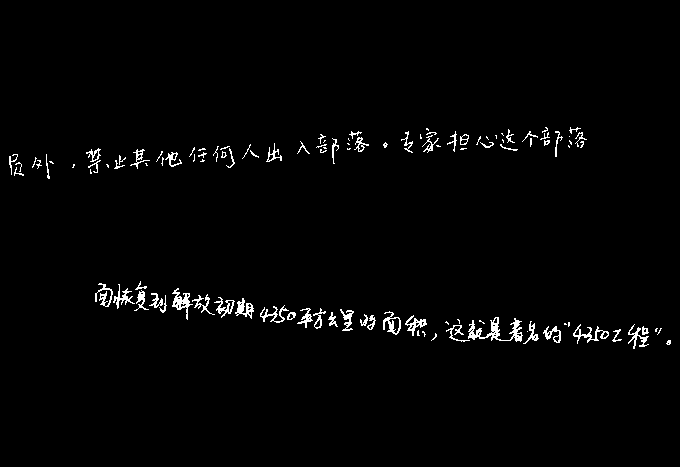 员外，禁止其他任何人出入部落。专家担心这个部落
面恢复到解放初期4350平方公里的面积，这就是著名的“4350工程”。